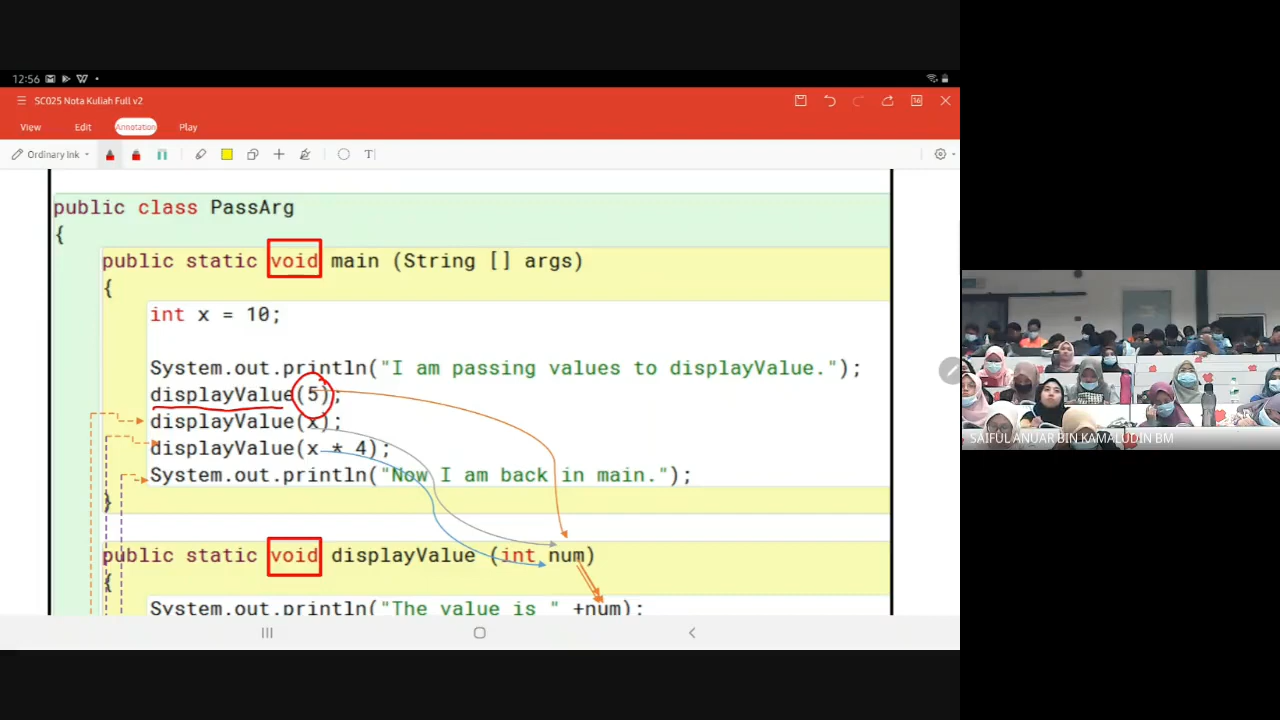 12:56
SC025 Nota Kuliah Full v2
View Edit Annotation Play
Ordinary Ink T
public class PassArg
{
public static void main (String [] args)
{
int x = 10;
System.out.println("I am passing values to displayValue.");
displayValue(5);
displayValue(x);
displayValue(x * 4);
System.out.println("Now I am back in main.");
}
public static void displayValue (int num)
{
System.out.println("The value is " +num);
SAIFUL ANUAR BIN KAMALUDIN BM